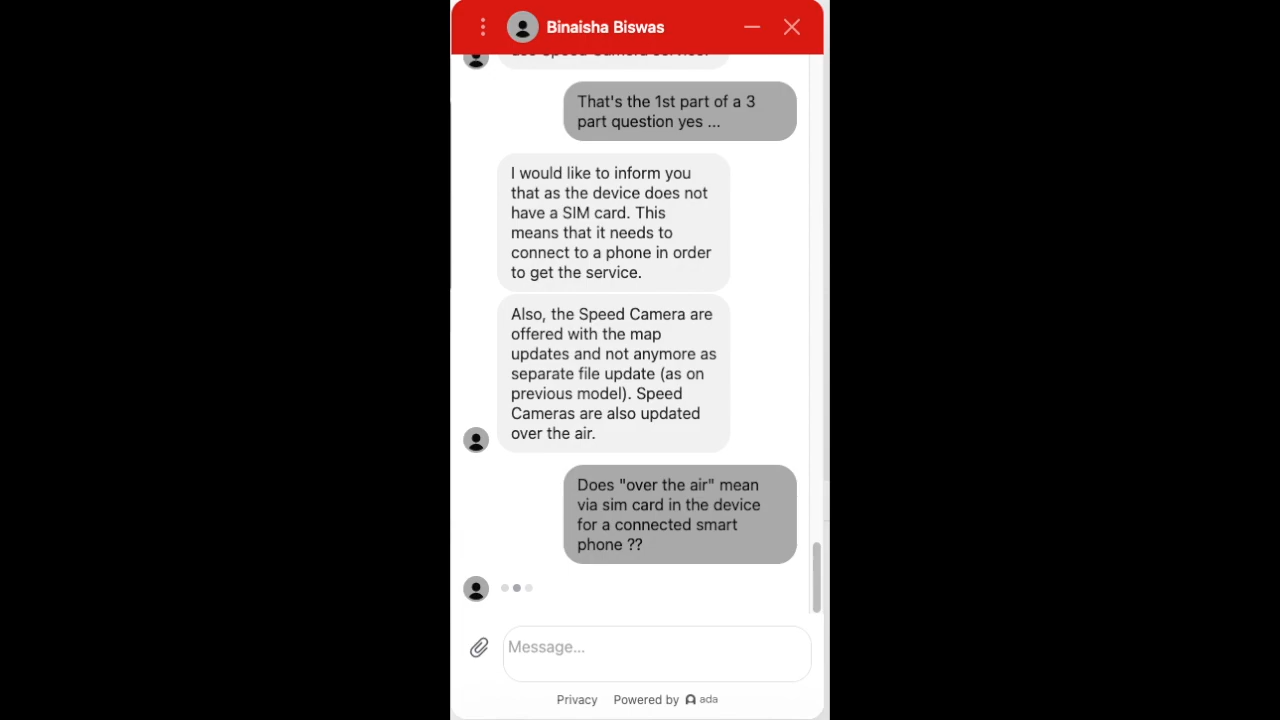 Binaisha Biswas
use Speed Camera service.
That's the 1st part of a 3
part question yes ...
I would like to inform you
that as the device does not
have a SIM card. This
means that it needs to
connect to a phone in order
to get the service.
Also, the Speed Camera are
offered with the map
updates and not anymore as
separate file update (as on
previous model). Speed
Cameras are also updated
over the air.
Does "over the air" mean
via sim card in the device
for a connected smart
phone ??
Message...
Privacy Powered by ada